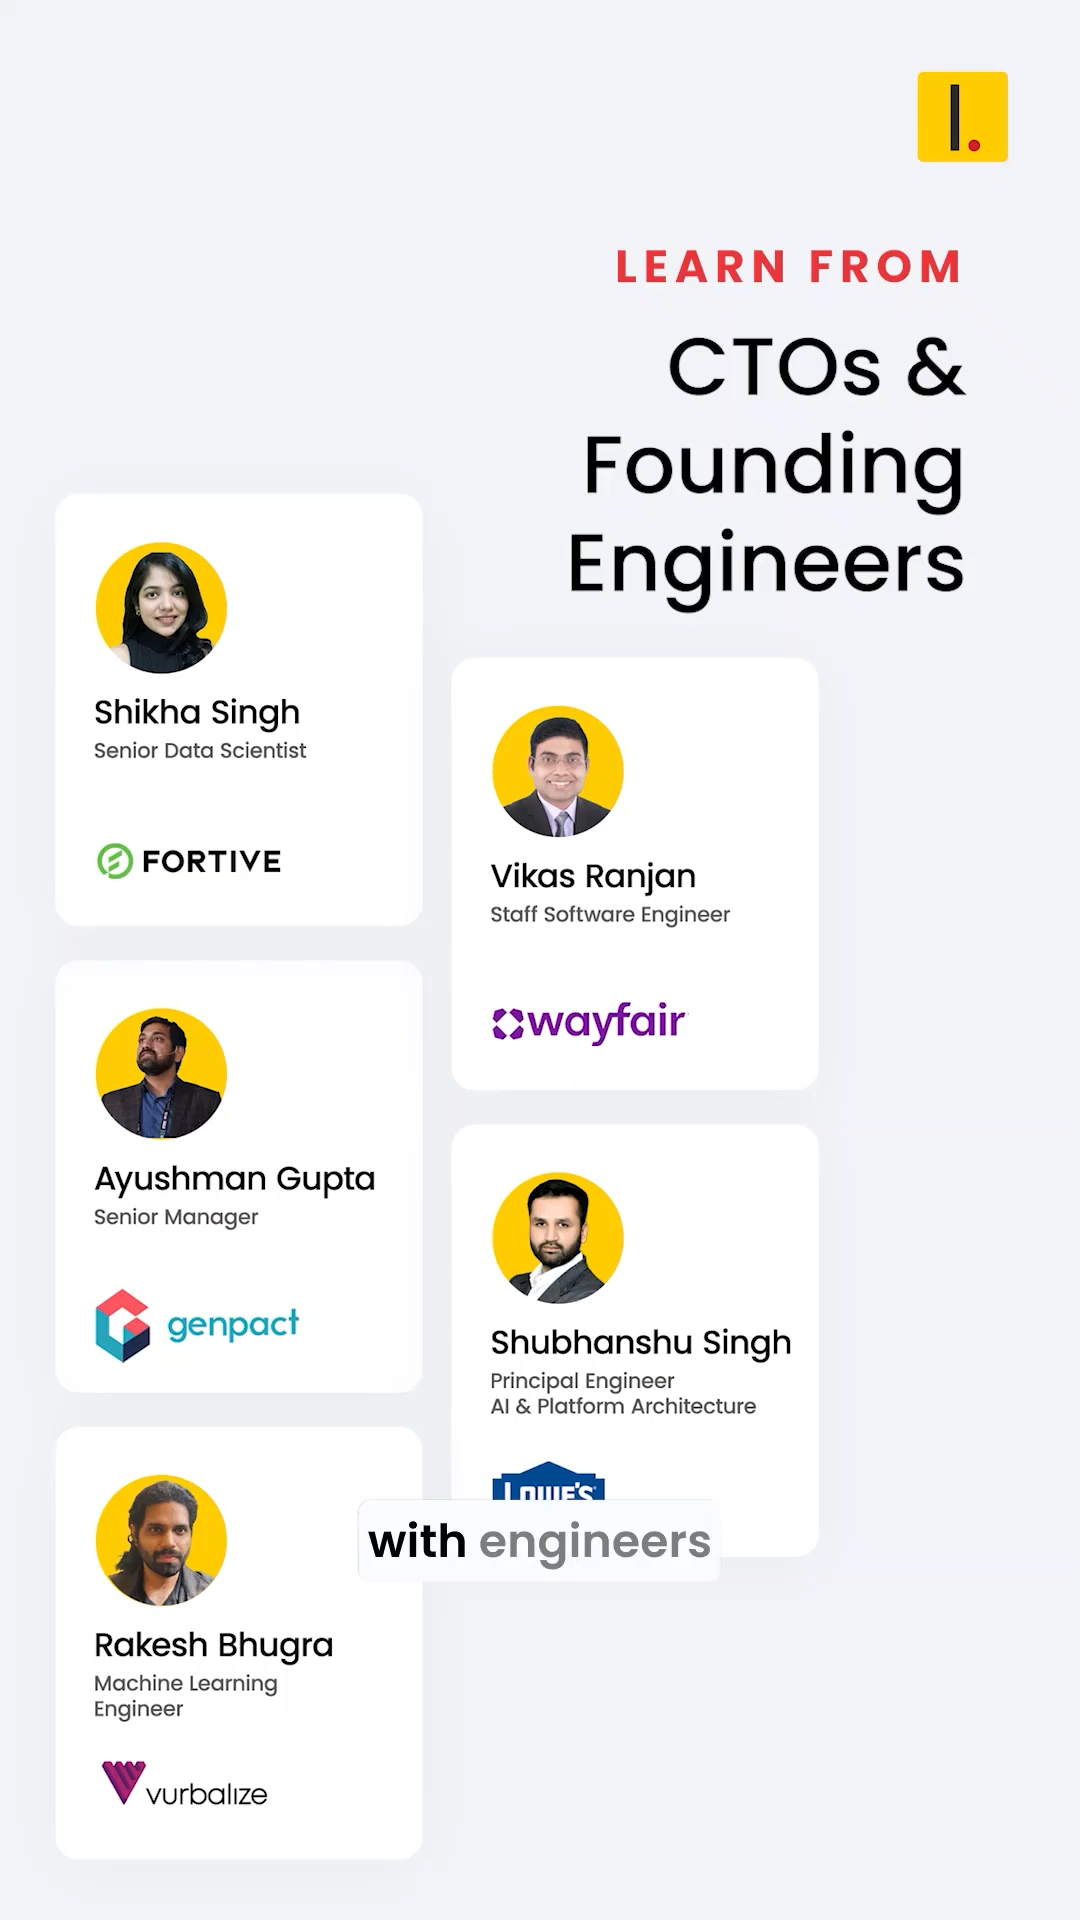 l.
LEARN FROM
CTOs &
Founding
Engineers
Shikha Singh
Senior Data Scientist
FORTIVE
Vikas Ranjan
Staff Software Engineer
wayfair
Ayushman Gupta
Senior Manager
genpact
Shubhanshu Singh
Principal Engineer
AI & Platform Architecture
LOWE'S
with engineers
Rakesh Bhugra
Machine Learning
Engineer
vurbalize